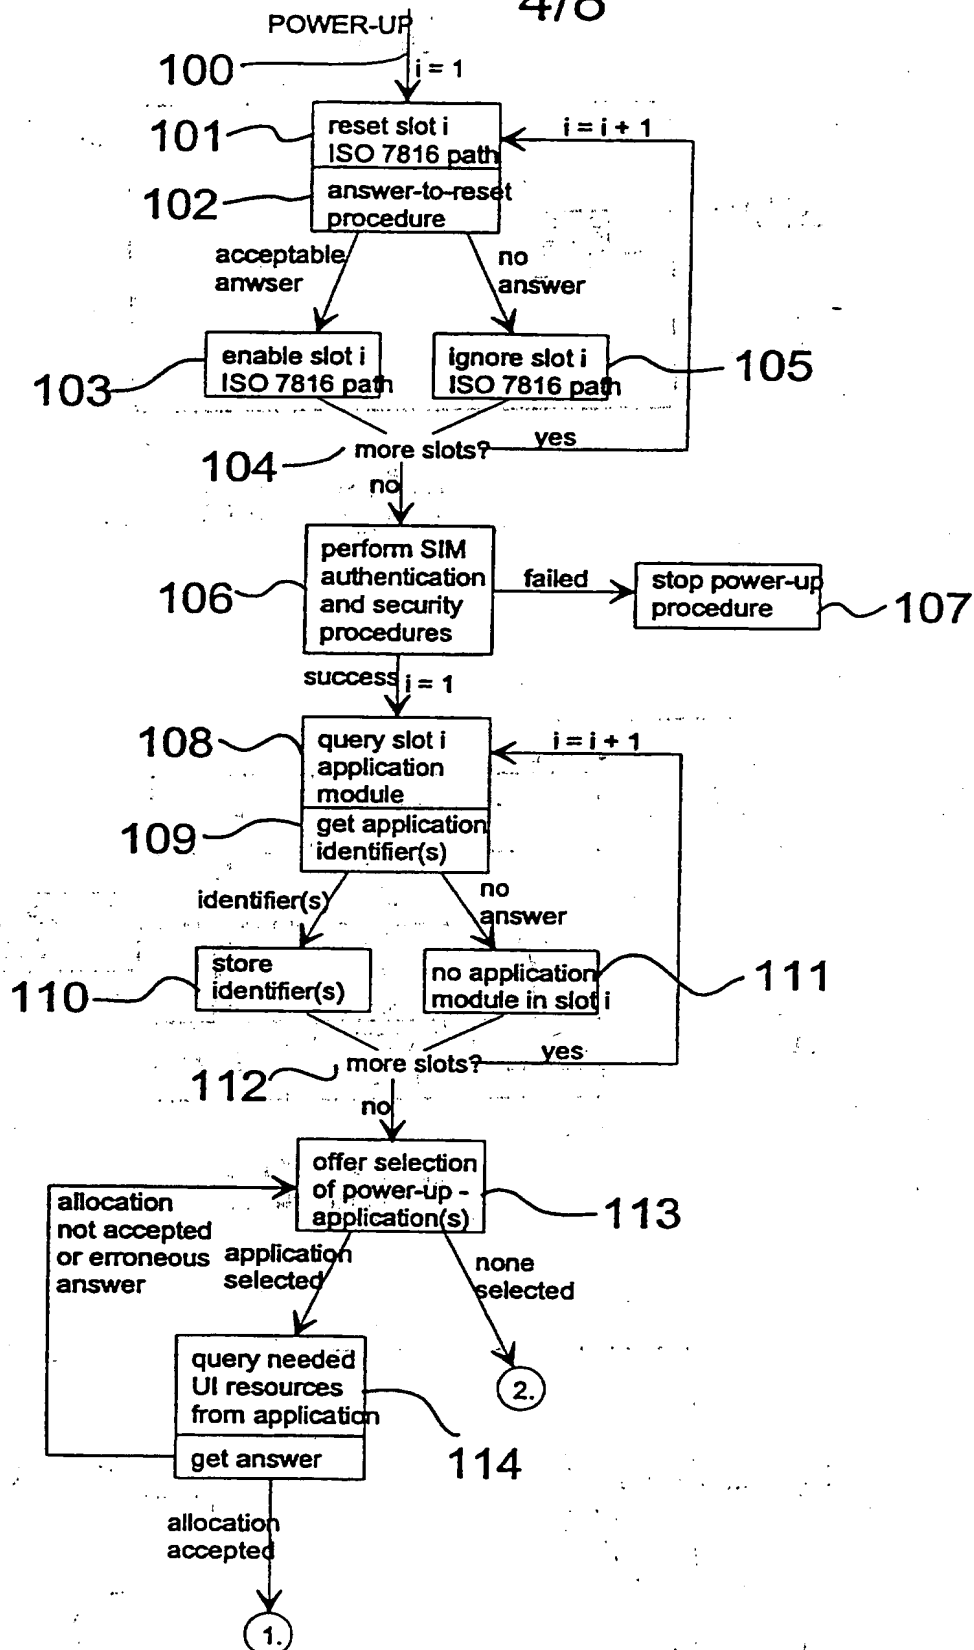 4/8
POWER-UP
100
i = 1
101
reset slot i
ISO 7816 path
i = i + 1
102
answer-to-reset
procedure
acceptable
anwser
no
answer
103
enable slot i
ISO 7816 path
ignore slot i
ISO 7816 path
105
104
more slots?
yes
no
106
perform SIM
authentication
and security
procedures
failed
stop power-up
procedure
107
success
i = 1
108
query slot i
application
module
i = i + 1
109
get application
identifier(s)
identifier(s)
no
answer
110
store
identifier(s)
no application
module in slot i
111
112
more slots?
yes
no
offer selection
of power-up -
application(s)
113
allocation
not accepted
or erroneous
answer
application
selected
none
selected
query needed
UI resources
from application
2.
get answer
114
allocation
accepted
1.